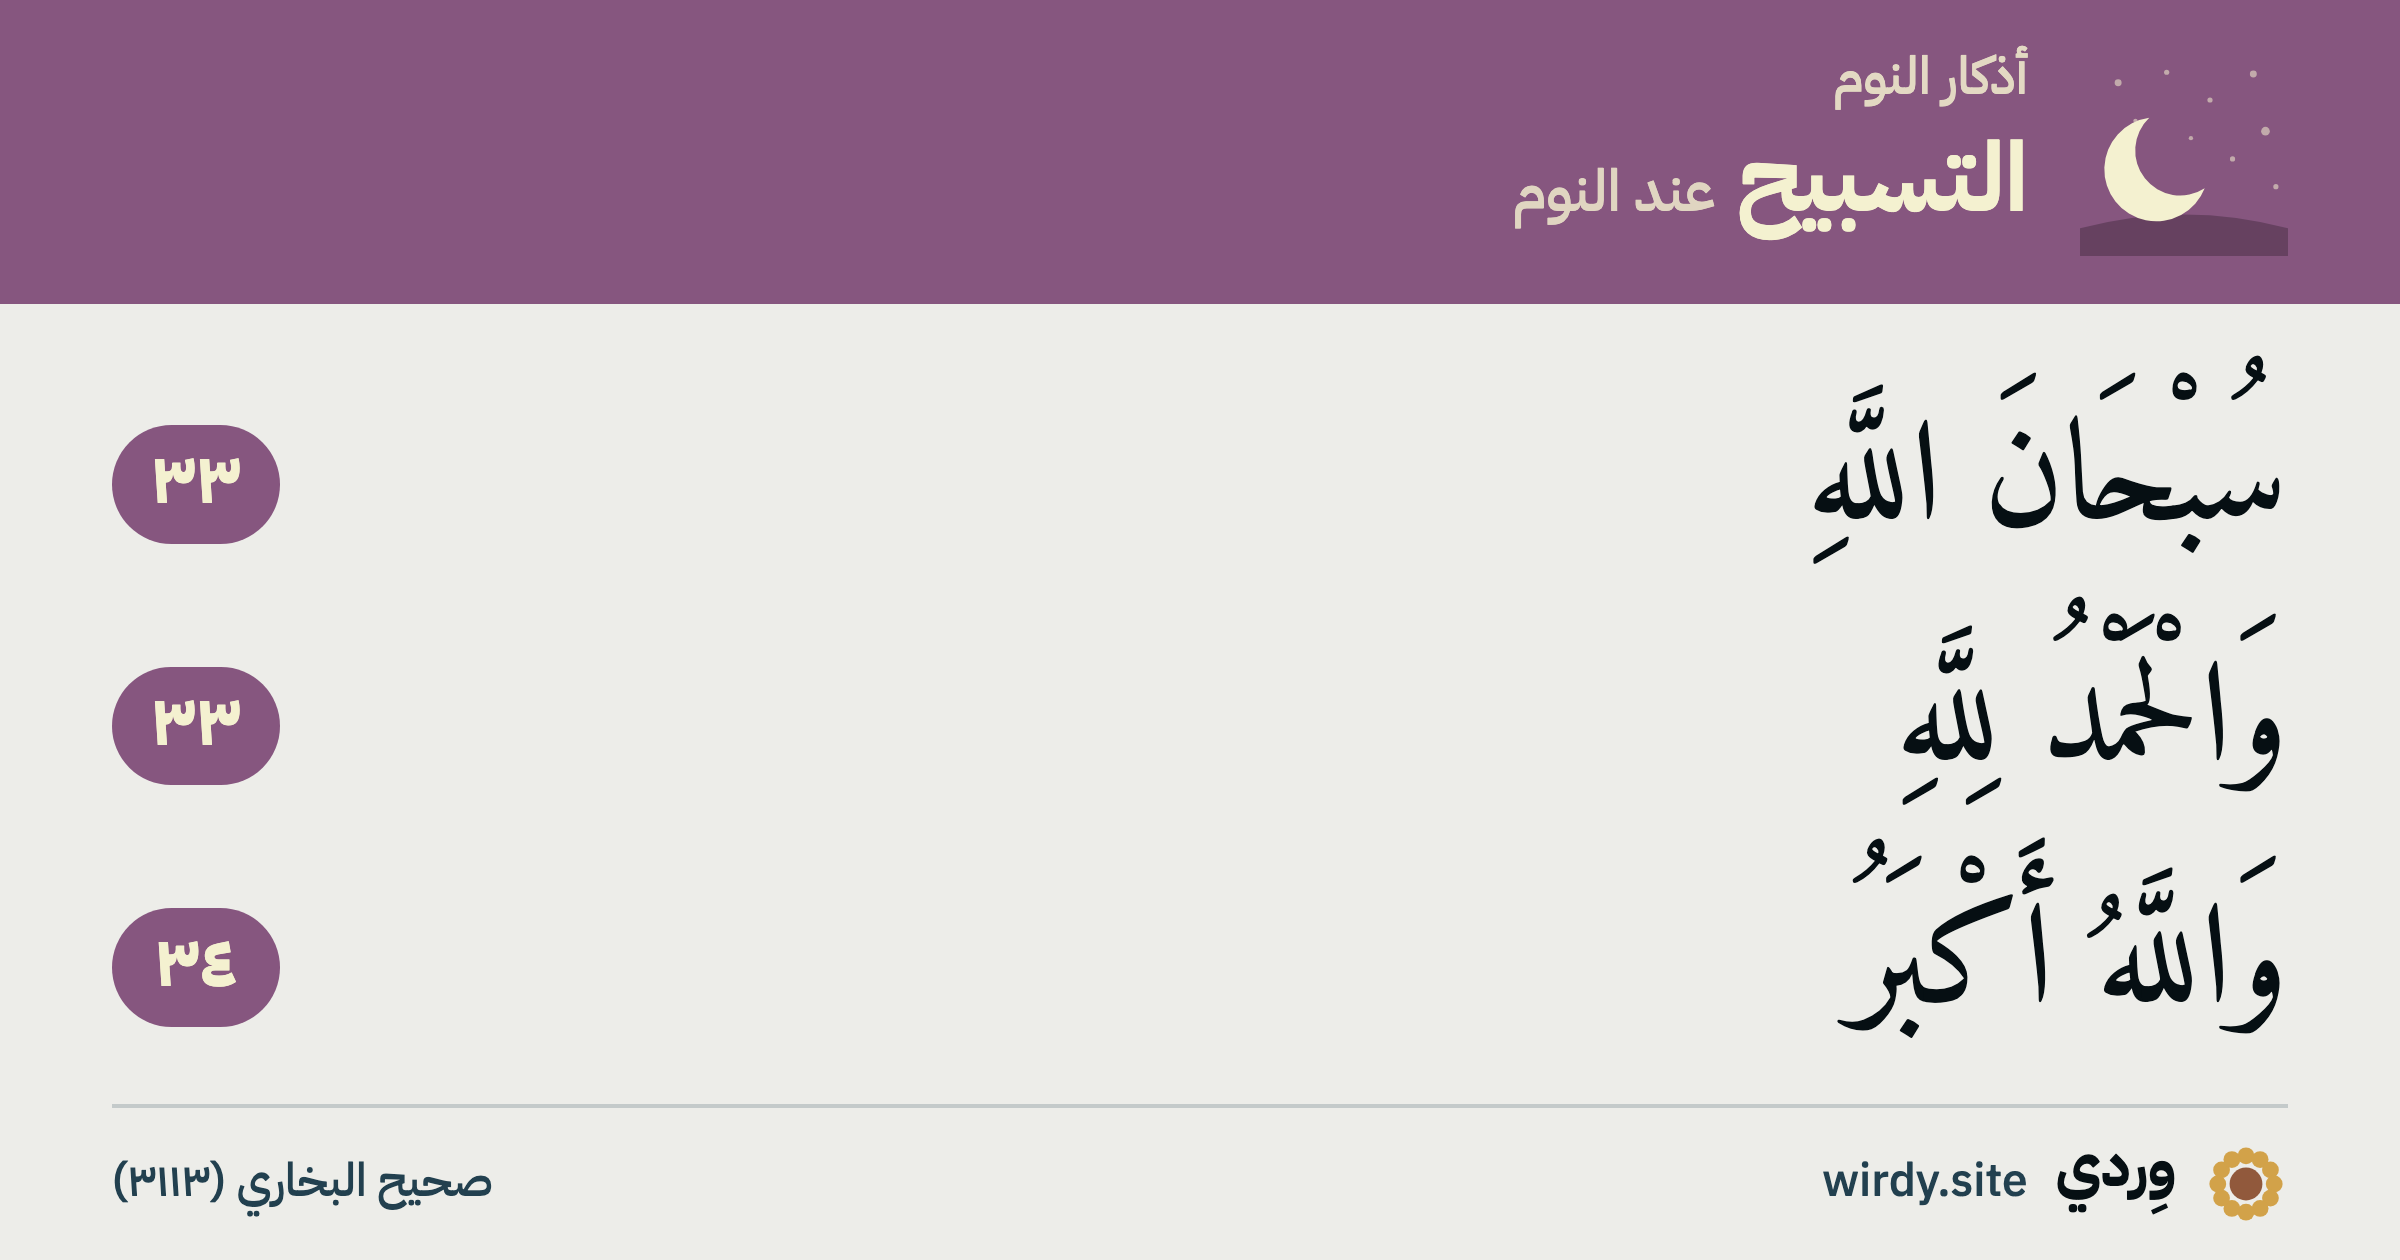 أذكار النوم
التسبيح عند النوم
سُبْحَانَ اللَّهِ ٣٣
وَالْحَمْدُ لِلَّهِ ٣٣
وَاللَّهُ أَكْبَرُ ٣٤
وِردي wirdy.site صحيح البخاري (٣١١٣)